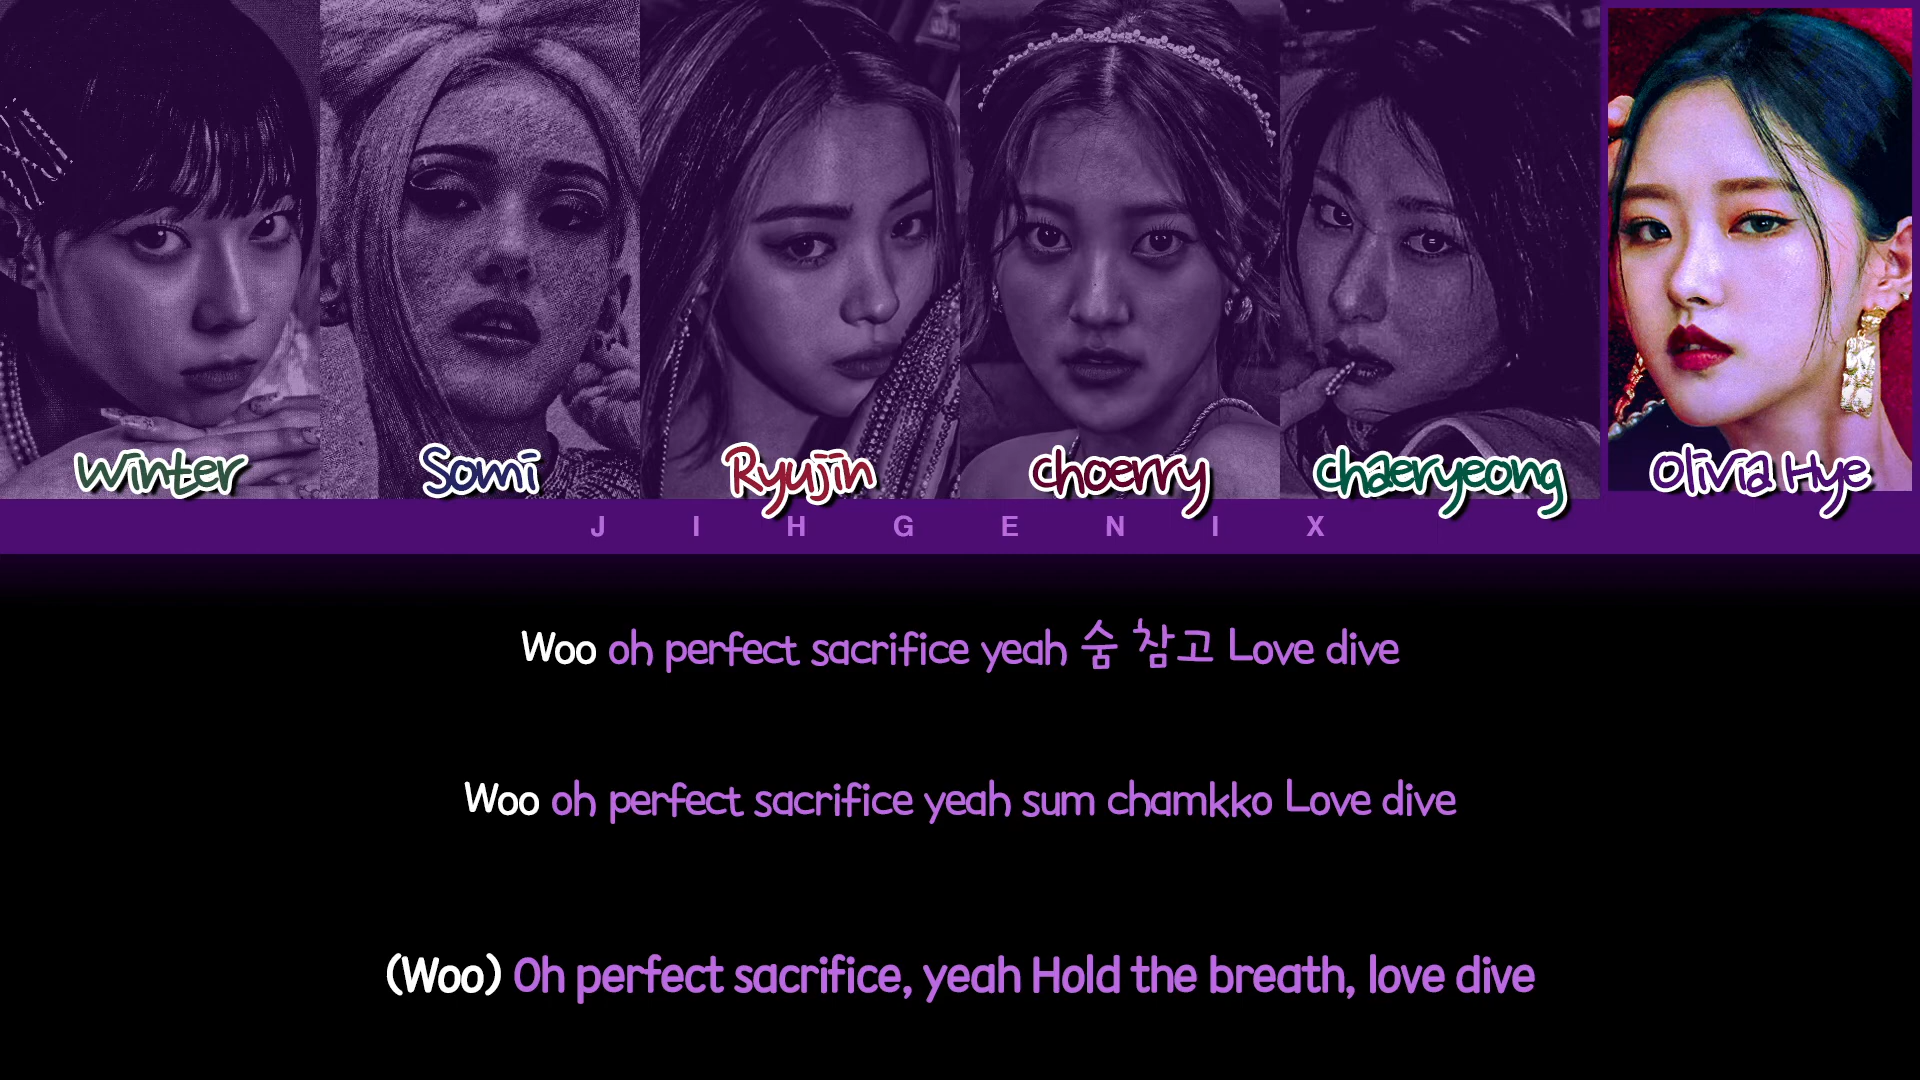 Winter Somi Ryujin choerry chaeryeong Olivia Hye
J I H G E N I X
Woo oh perfect sacrifice yeah 숨 참고 Love dive
Woo oh perfect sacrifice yeah sum chamkko Love dive
(Woo) Oh perfect sacrifice, yeah Hold the breath, love dive